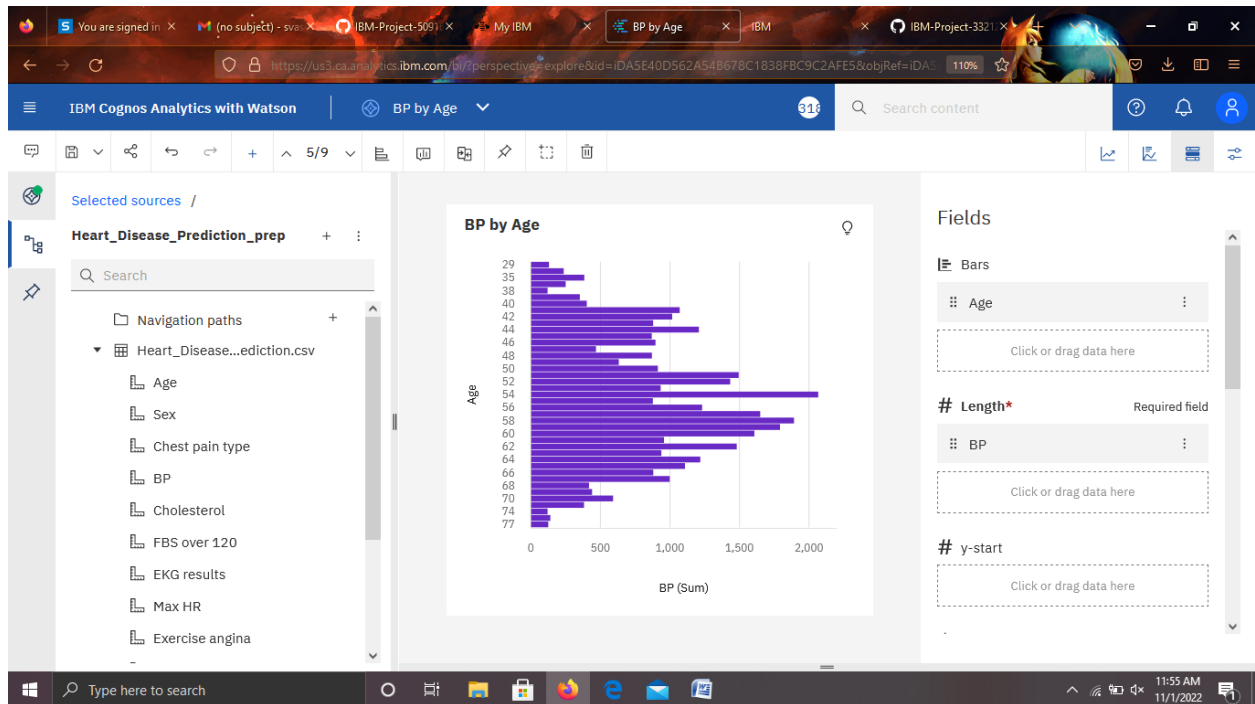 You are signed in
(no subject) - svas
IBM-Project-5091
My IBM
BP by Age
IBM
IBM-Project-3321
https://us3.ca.analytics.ibm.com/bi/?perspective=explore&id=iDA5E40D562A54B678C1838FBC9C2AFE5&objRef=iDA5
110%
IBM Cognos Analytics with Watson
BP by Age
318
Search content
5/9
Selected sources /
Heart_Disease_Prediction_prep
Search
Navigation paths
Heart_Disease...ediction.csv
Age
Sex
Chest pain type
BP
Cholesterol
FBS over 120
EKG results
Max HR
Exercise angina
BP by Age
29
35
38
40
42
44
46
48
50
52
54
56
58
60
62
64
66
68
70
74
77
Age
0 500 1,000 1,500 2,000
BP (Sum)
Fields
Bars
Age
Click or drag data here
# Length* Required field
BP
Click or drag data here
# y-start
Click or drag data here
Type here to search
11:55 AM
11/1/2022
1